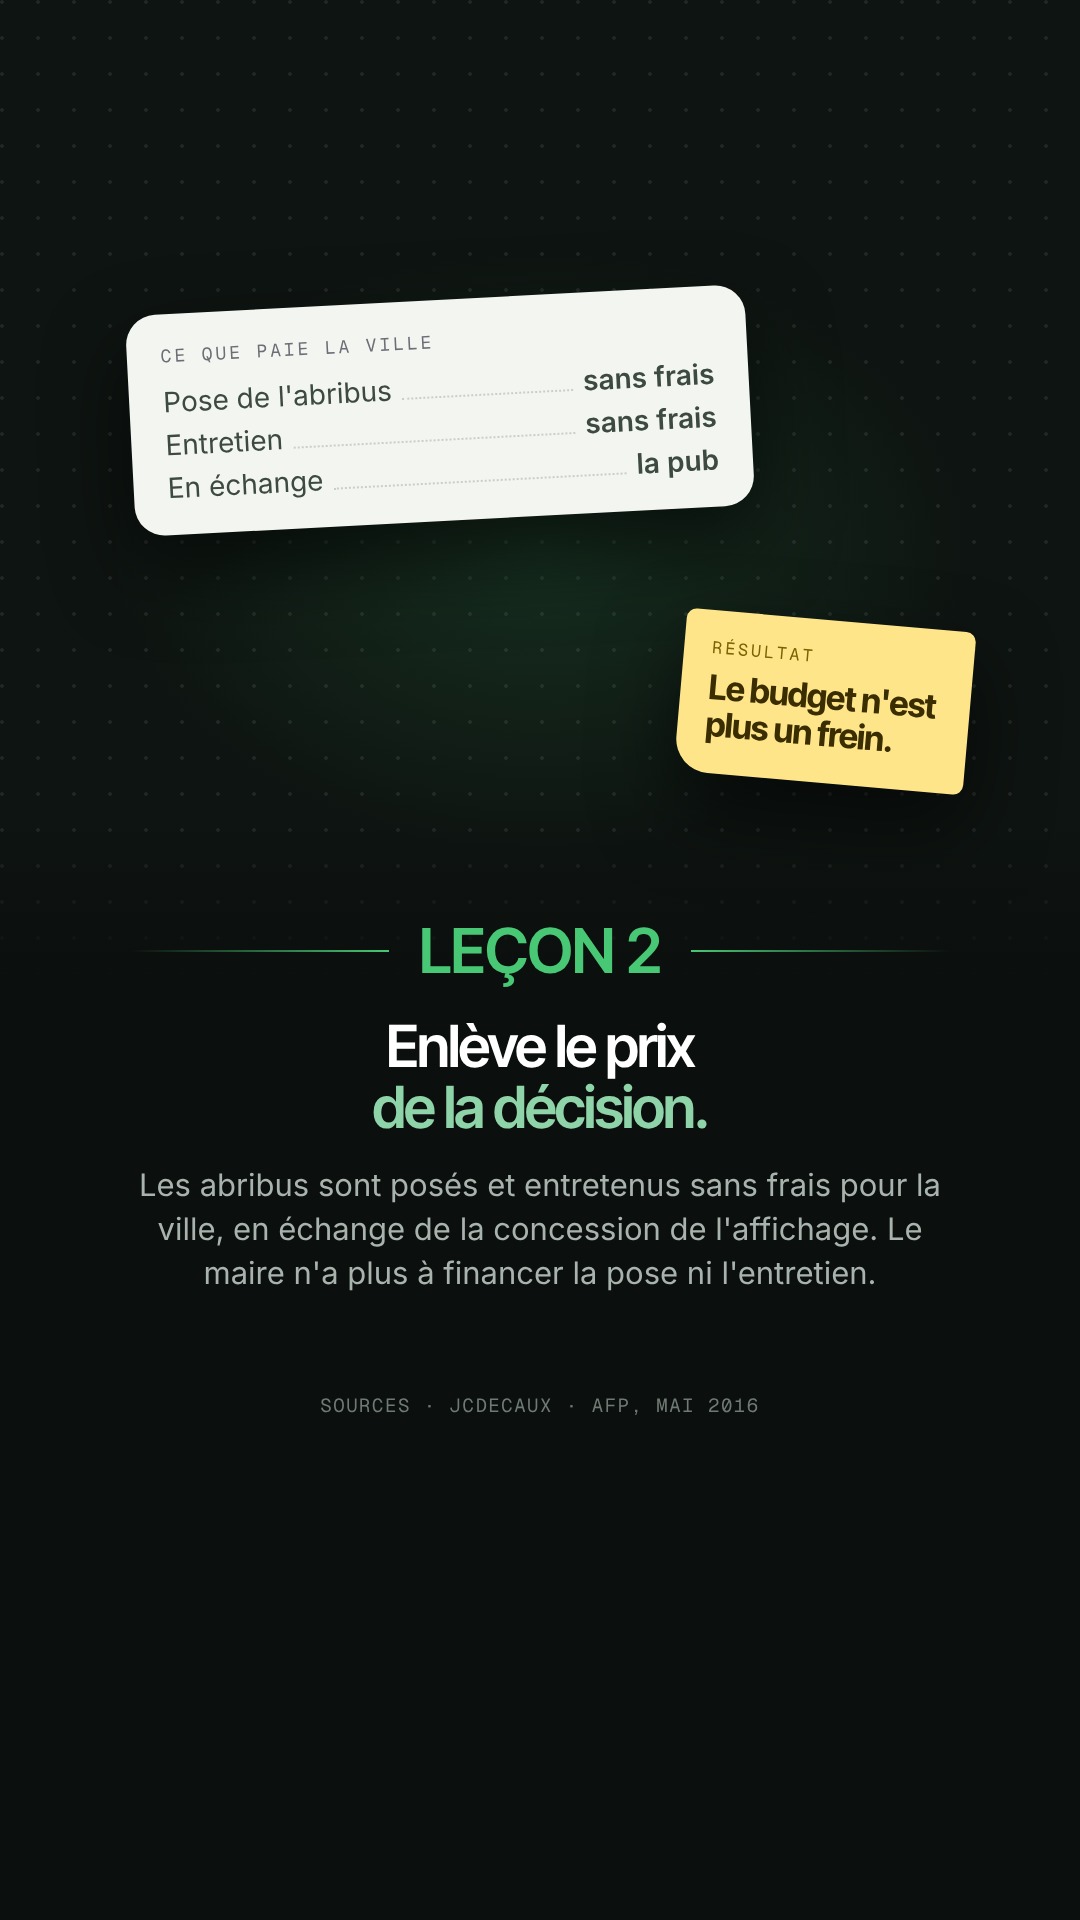 CE QUE PAIE LA VILLE
Pose de l'abribus sans frais
Entretien sans frais
En échange la pub
RÉSULTAT
Le budget n'est
plus un frein.
LEÇON 2
Enlève le prix
de la décision.
Les abribus sont posés et entretenus sans frais pour la
ville, en échange de la concession de l'affichage. Le
maire n'a plus à financer la pose ni l'entretien.
SOURCES · JCDECAUX · AFP, MAI 2016